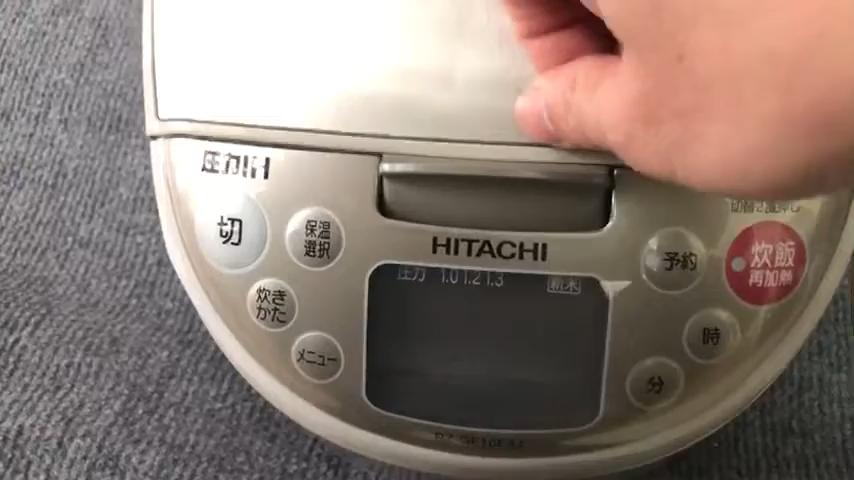 圧力IH
切
保温
選択
炊き
かた
メニュー
HITACHI
圧力 1.0 1.2 1.3
新米
予約
炊飯
再加熱
時
分